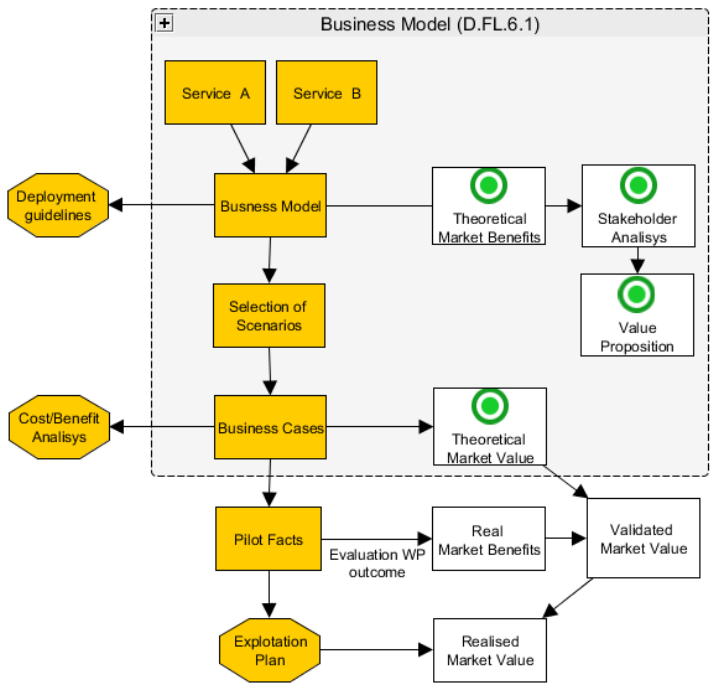 Business Model (D.FL.6.1)
Service A
Service B
Deployment
guidelines
Busness Model
Theoretical
Market Benefits
Stakeholder
Analisys
Selection of
Scenarios
Value
Proposition
Cost/Benefit
Analisys
Business Cases
Theoretical
Market Value
Pilot Facts
Evaluation WP
outcome
Real
Market Benefits
Validated
Market Value
Explotation
Plan
Realised
Market Value